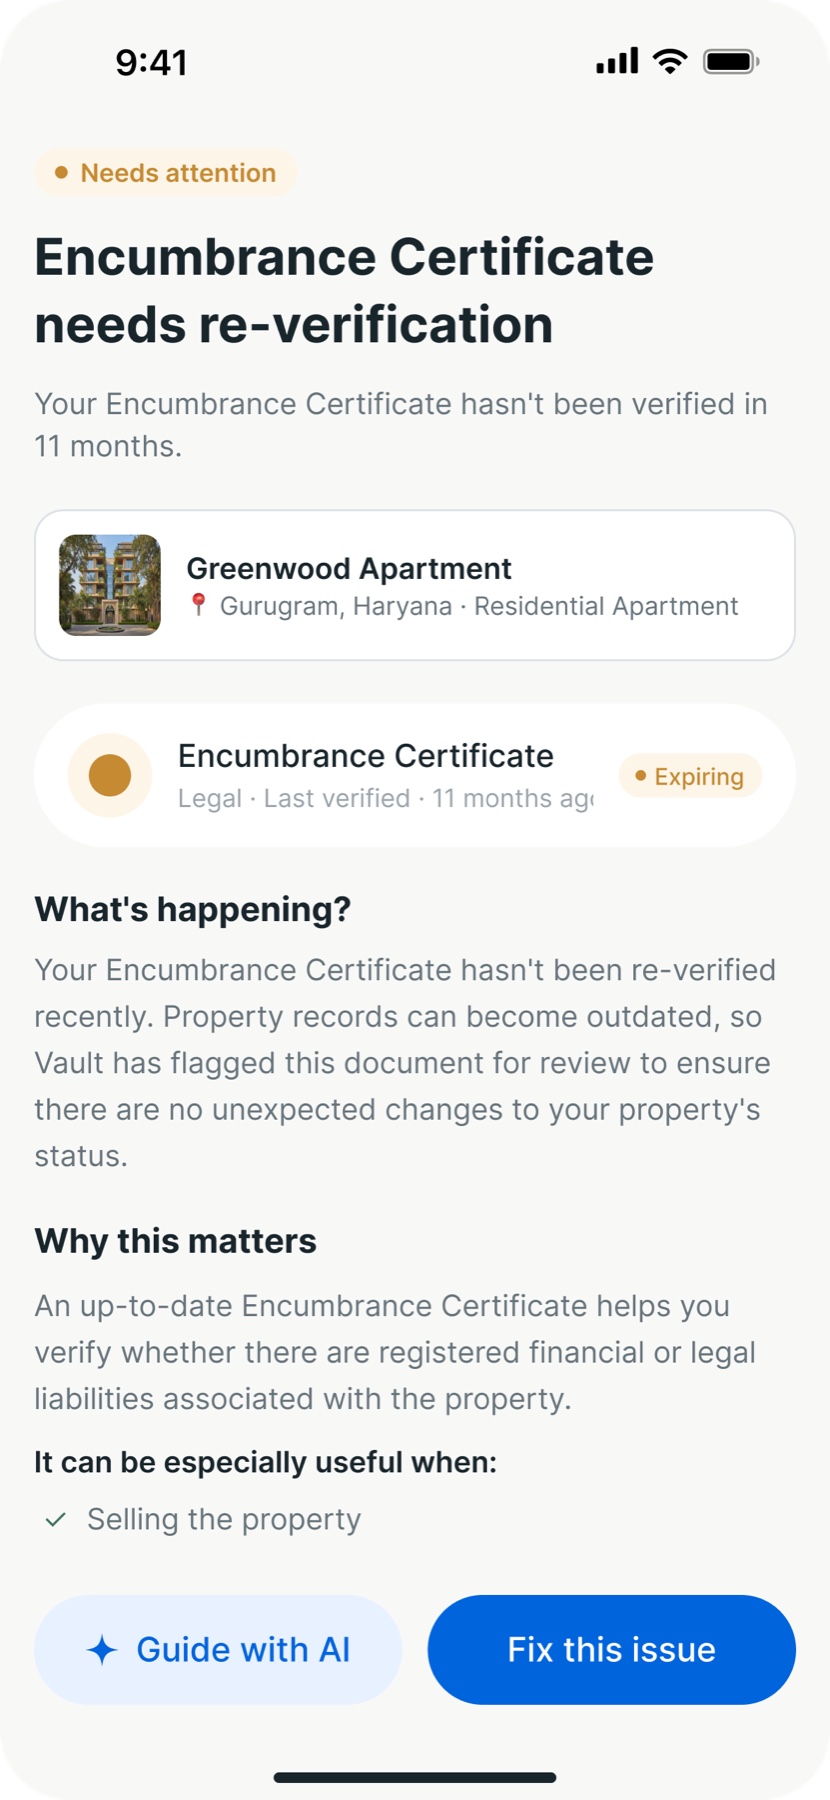 9:41
Needs attention
Encumbrance Certificate
needs re-verification
Your Encumbrance Certificate hasn't been verified in
11 months.
Greenwood Apartment
📍 Gurugram, Haryana · Residential Apartment
Encumbrance Certificate
Legal · Last verified · 11 months ag
Expiring
What's happening?
Your Encumbrance Certificate hasn't been re-verified
recently. Property records can become outdated, so
Vault has flagged this document for review to ensure
there are no unexpected changes to your property's
status.
Why this matters
An up-to-date Encumbrance Certificate helps you
verify whether there are registered financial or legal
liabilities associated with the property.
It can be especially useful when:
✓ Selling the property
Guide with AI
Fix this issue